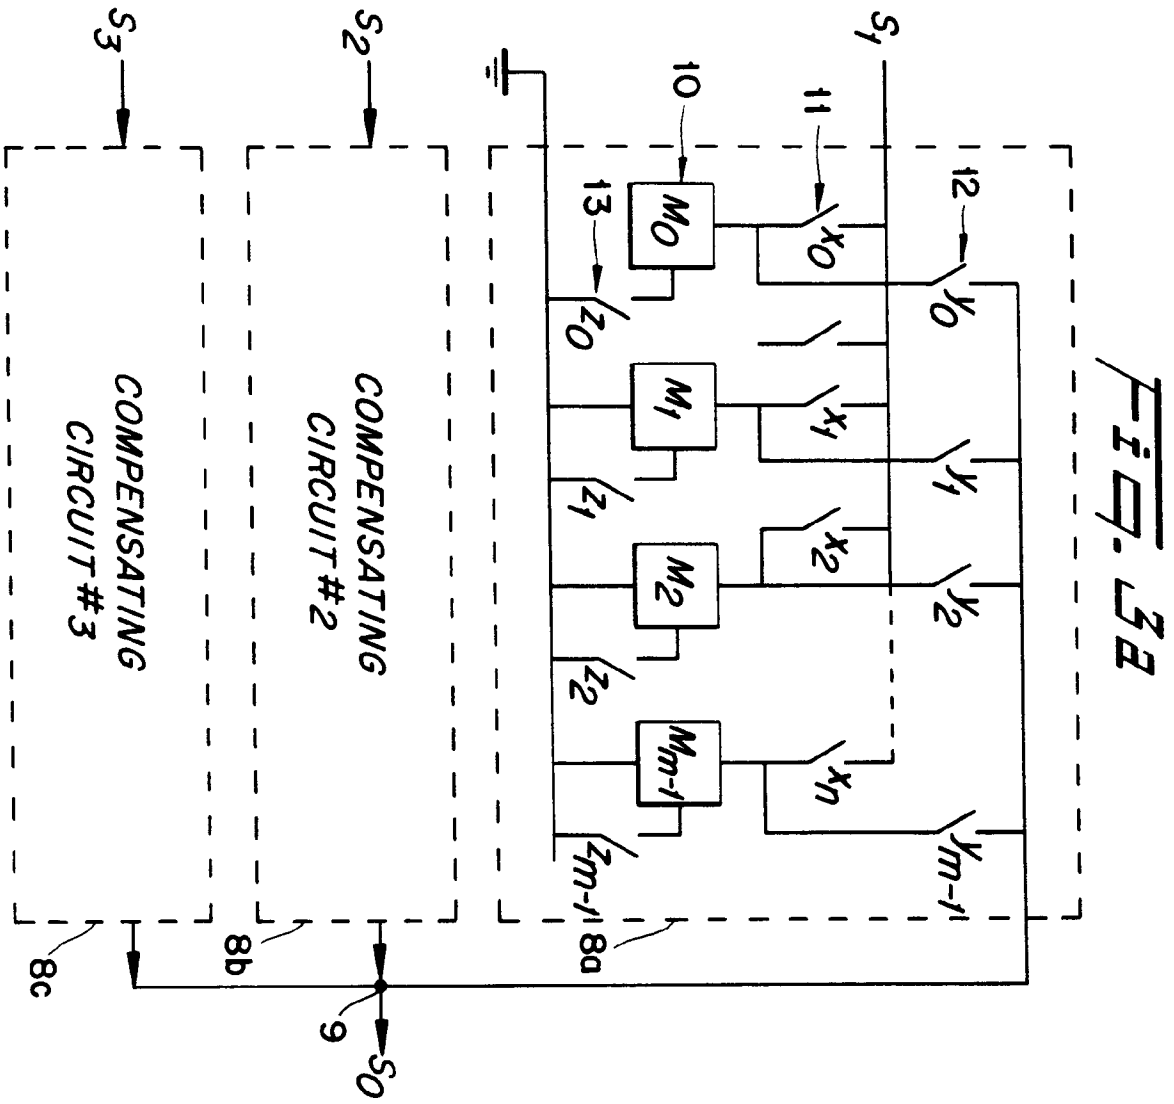 Fig. 3a
12
y0
y1
y2
ym-1
S1
11
x0
x1
x2
xn
10
M0
M1
M2
Mm-1
13
z0
z1
z2
zm-1
8a
S2
COMPENSATING
CIRCUIT #2
8b
9
S0
S3
COMPENSATING
CIRCUIT #3
8c